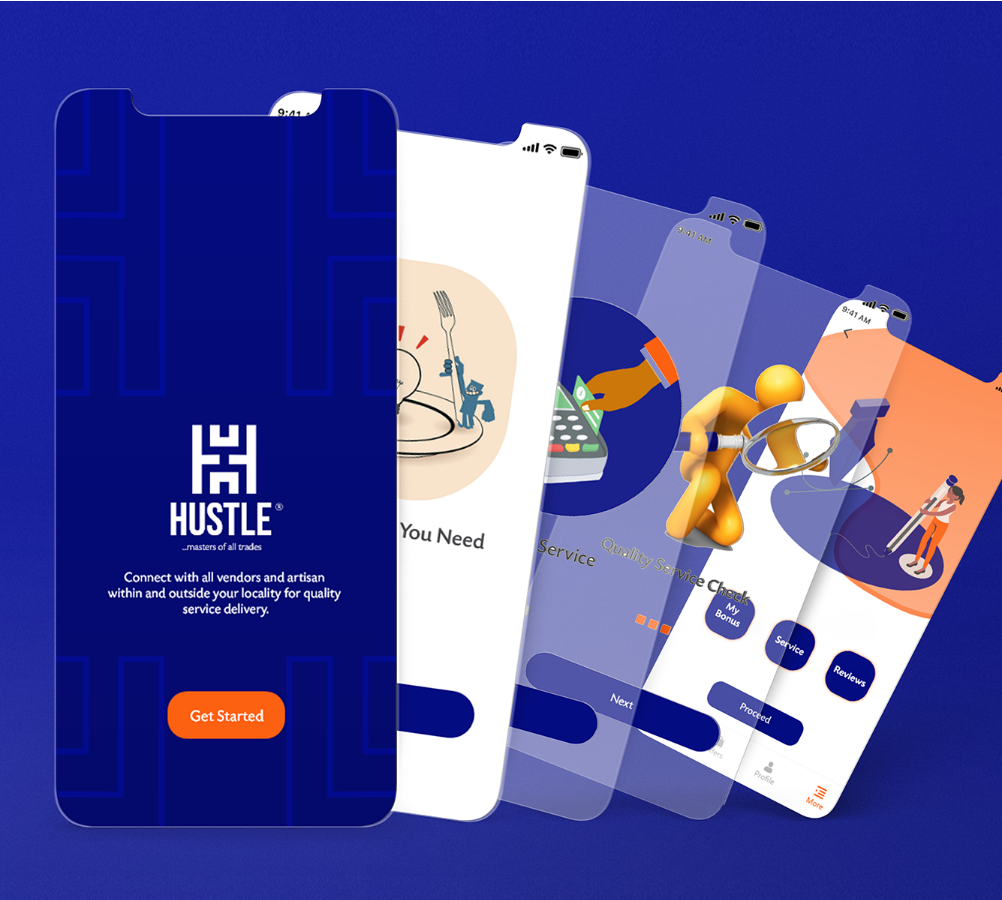 HUSTLE®
...masters of all trades
Connect with all vendors and artisan
within and outside your locality for quality
service delivery.
Get Started
9:41
You Need
Service
9:41 AM
Quality Service Check
Next
9:41 AM
My
Bonus
Service
Reviews
Proceed
Profile
More